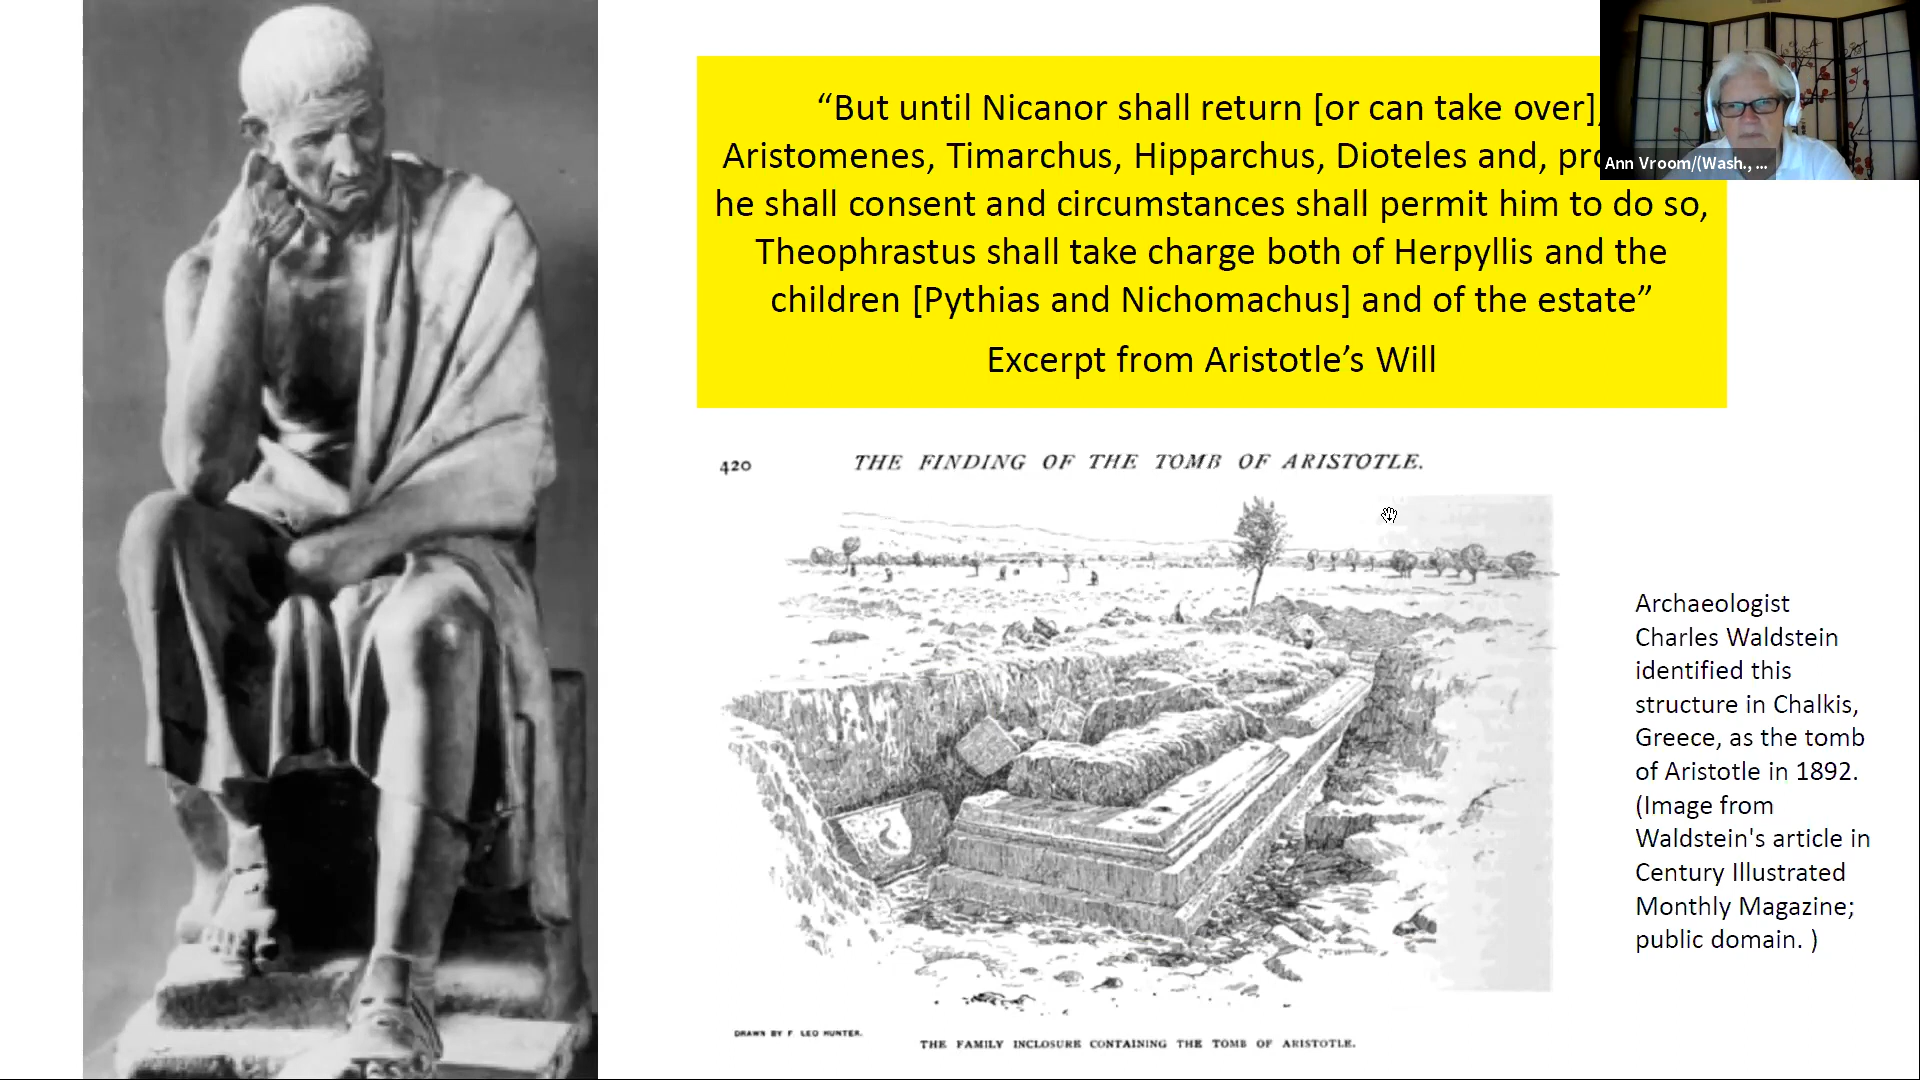 “But until Nicanor shall return [or can take over],
Aristomenes, Timarchus, Hipparchus, Dioteles and,
he shall consent and circumstances shall permit him to do so,
Theophrastus shall take charge both of Herpyllis and the
children [Pythias and Nichomachus] and of the estate”
Excerpt from Aristotle’s Will
Ann Vroom/(Wash., ...
420 THE FINDING OF THE TOMB OF ARISTOTLE.
Archaeologist
Charles Waldstein
identified this
structure in Chalkis,
Greece, as the tomb
of Aristotle in 1892.
(Image from
Waldstein's article in
Century Illustrated
Monthly Magazine;
public domain. )
DRAWN BY F LEO HUNTER.
THE FAMILY INCLOSURE CONTAINING THE TOMB OF ARISTOTLE.